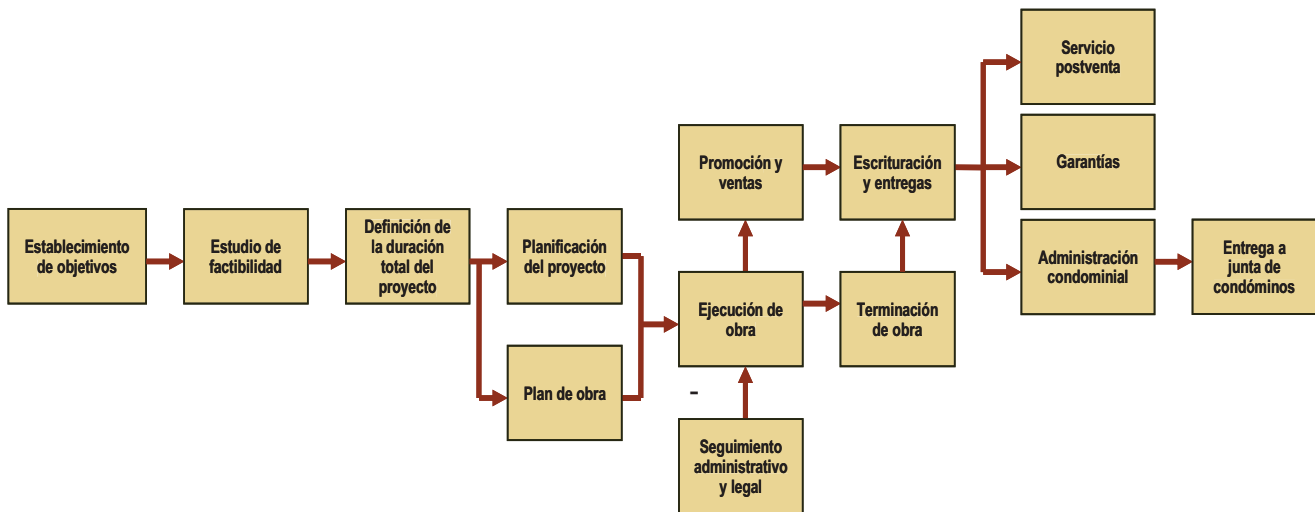 Establecimiento
de objetivos
Estudio de
factibilidad
Definición de
la duración
total del
proyecto
Planificación
del proyecto
Plan de obra
Promoción y
ventas
Ejecución de
obra
-
Seguimiento
administrativo
y legal
Escrituración
y entregas
Terminación
de obra
Servicio
postventa
Garantías
Administración
condominial
Entrega a
junta de
condóminos